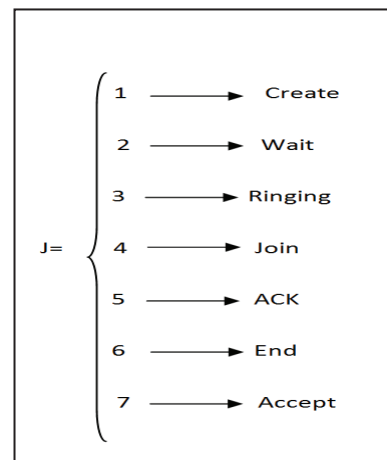 1 Create
2 Wait
3 Ringing
J= 4 Join
5 ACK
6 End
7 Accept